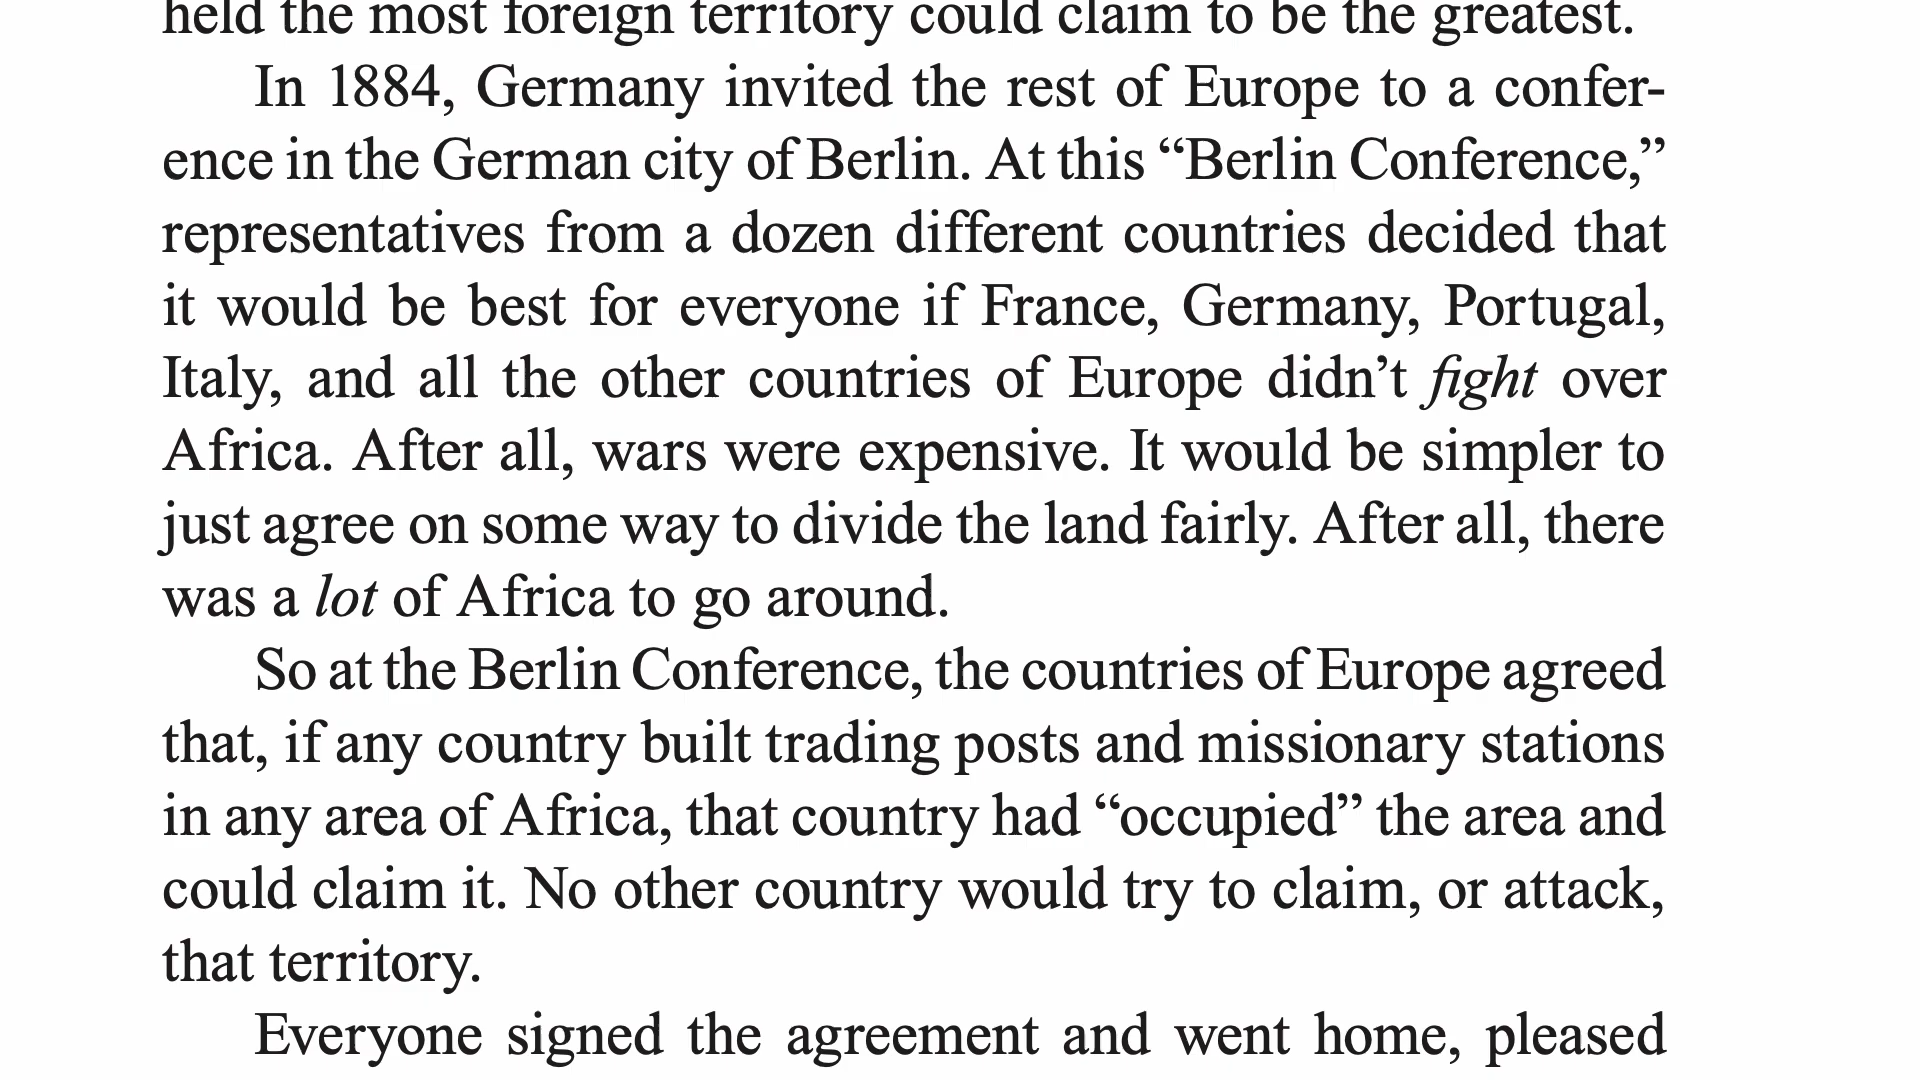 held the most foreign territory could claim to be the greatest.
In 1884, Germany invited the rest of Europe to a confer-
ence in the German city of Berlin. At this “Berlin Conference,”
representatives from a dozen different countries decided that
it would be best for everyone if France, Germany, Portugal,
Italy, and all the other countries of Europe didn’t fight over
Africa. After all, wars were expensive. It would be simpler to
just agree on some way to divide the land fairly. After all, there
was a lot of Africa to go around.
So at the Berlin Conference, the countries of Europe agreed
that, if any country built trading posts and missionary stations
in any area of Africa, that country had “occupied” the area and
could claim it. No other country would try to claim, or attack,
that territory.
Everyone signed the agreement and went home, pleased